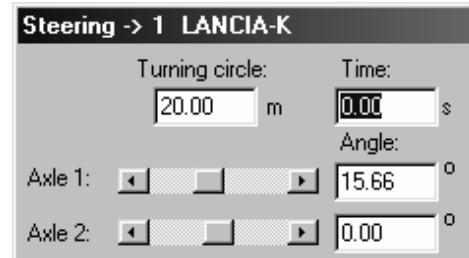 Steering -> 1 LANCIA-K
Turning circle: Time:
20.00 m 0.00 s
Angle:
Axle 1: 15.66 °
Axle 2: 0.00 °